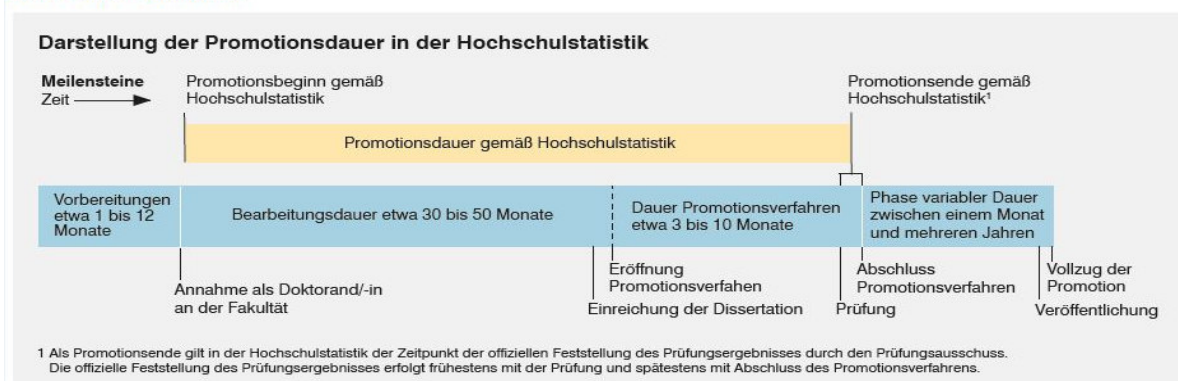 Darstellung der Promotionsdauer in der Hochschulstatistik
Meilensteine
Zeit
Promotionsbeginn gemäß
Hochschulstatistik
Promotionsende gemäß
Hochschulstatistik¹
Promotionsdauer gemäß Hochschulstatistik
Vorbereitungen
etwa 1 bis 12
Monate
Bearbeitungsdauer etwa 30 bis 50 Monate
Dauer Promotionsverfahren
etwa 3 bis 10 Monate
Phase variabler Dauer
zwischen einem Monat
und mehreren Jahren
Annahme als Doktorand/-in
an der Fakultät
Eröffnung
Promotionsverfahen
Einreichung der Dissertation
Abschluss
Promotionsverfahren
Prüfung
Vollzug der
Promotion
Veröffentlichung
1 Als Promotionsende gilt in der Hochschulstatistik der Zeitpunkt der offiziellen Feststellung des Prüfungsergebnisses durch den Prüfungsausschuss.
Die offizielle Feststellung des Prüfungsergebnisses erfolgt frühestens mit der Prüfung und spätestens mit Abschluss des Promotionsverfahrens.